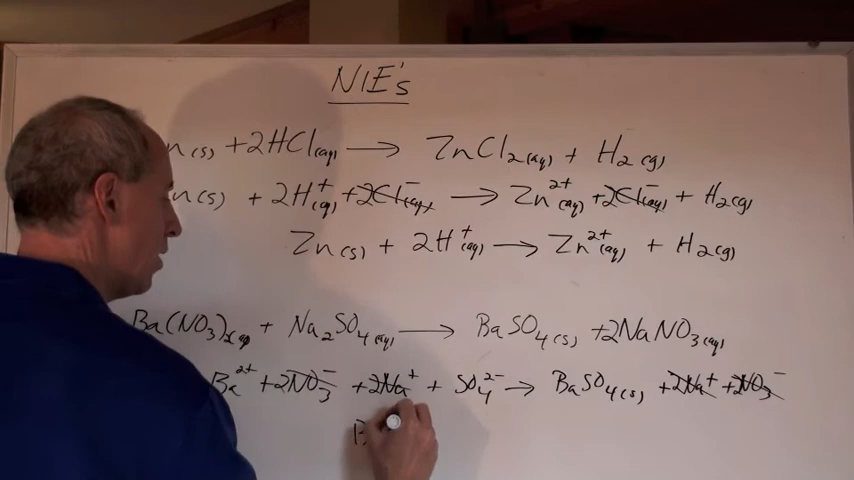 NIE's
n(s) + 2HCl(aq) → ZnCl₂(aq) + H₂(g)
n(s) + 2H⁺(aq) + 2Cl⁻(aq) → Zn²⁺(aq) + 2Cl⁻(aq) + H₂(g)
Zn(s) + 2H⁺(aq) → Zn²⁺(aq) + H₂(g)
Ba(NO₃)₂(aq) + Na₂SO₄(aq) → BaSO₄(s) + 2NaNO₃(aq)
Ba²⁺ + 2NO₃⁻ + 2Na⁺ + SO₄²⁻ → BaSO₄(s) + 2Na⁺ + 2NO₃⁻
B